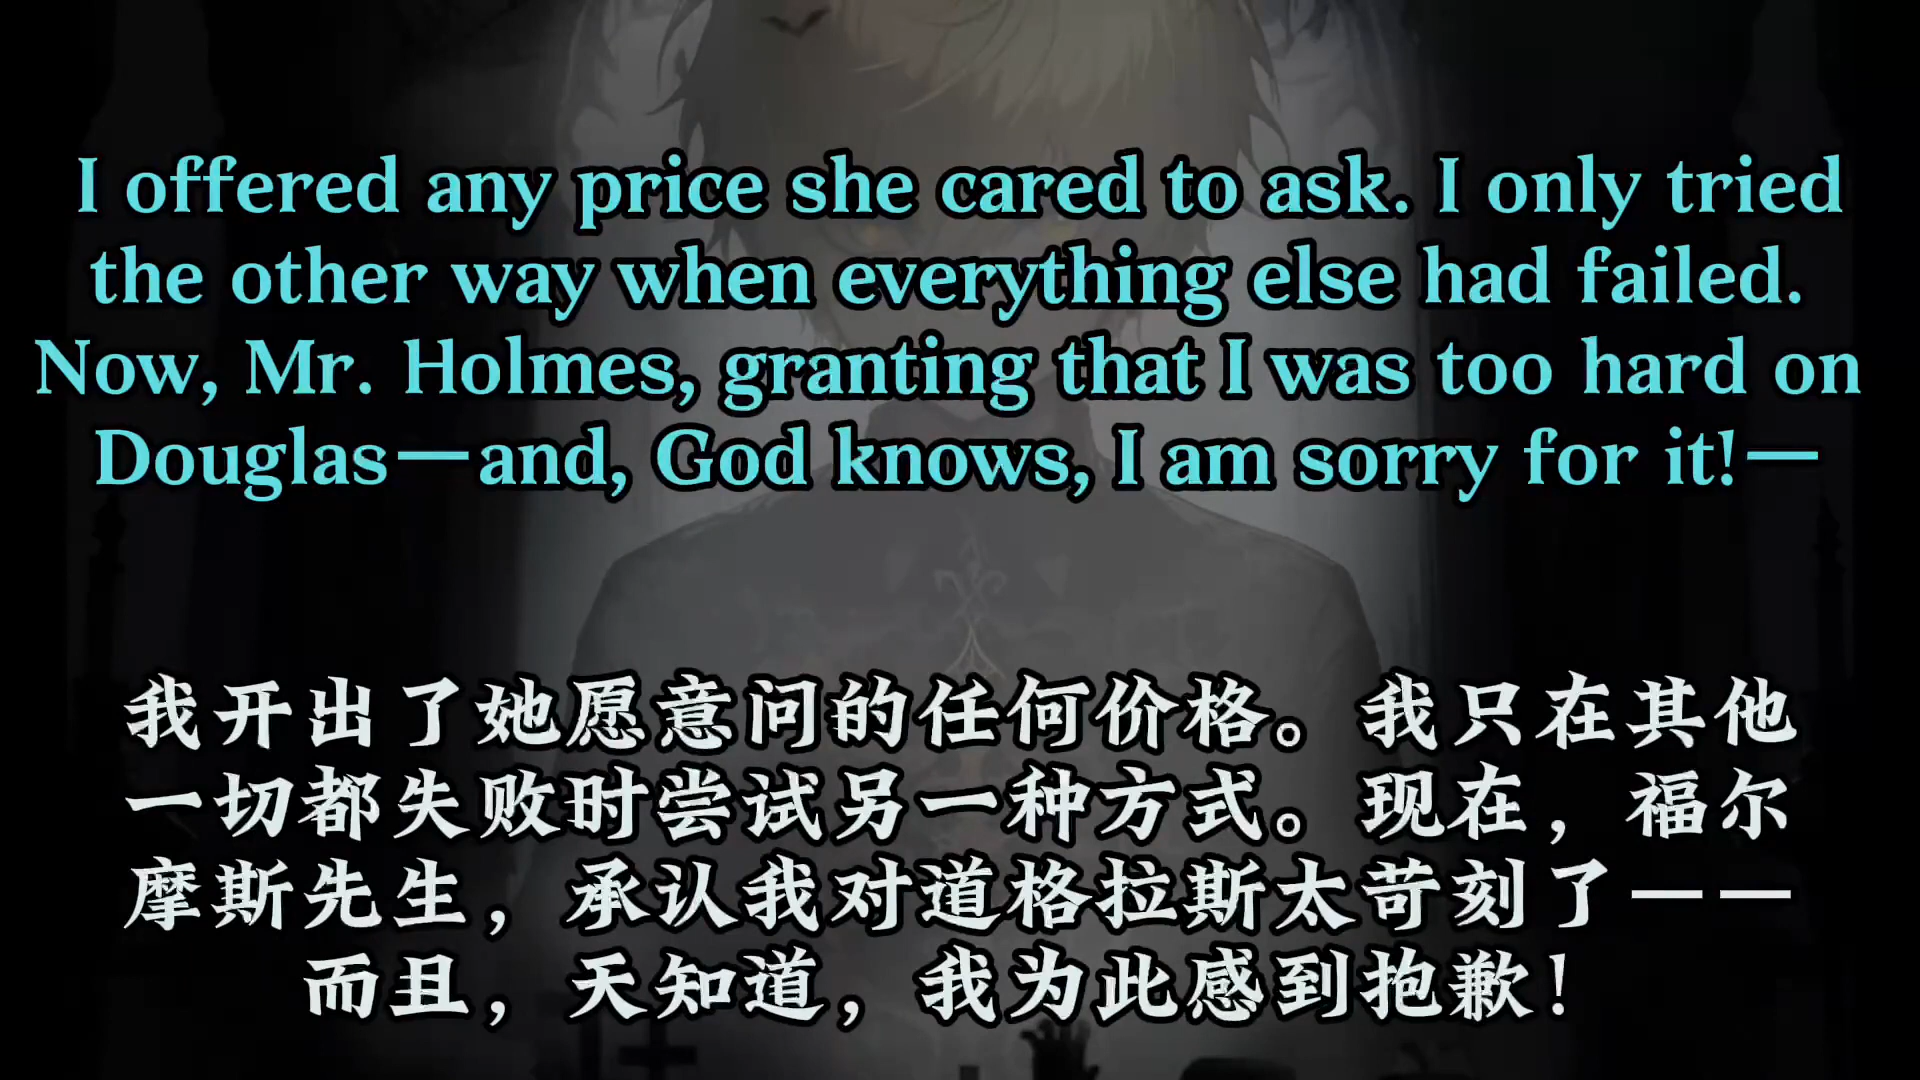 I offered any price she cared to ask. I only tried
the other way when everything else had failed.
Now, Mr. Holmes, granting that I was too hard on
Douglas—and, God knows, I am sorry for it!—
我开出了她愿意问的任何价格。我只在其他
一切都失败时尝试另一种方式。现在，福尔
摩斯先生，承认我对道格拉斯太苛刻了——
而且，天知道，我为此感到抱歉！